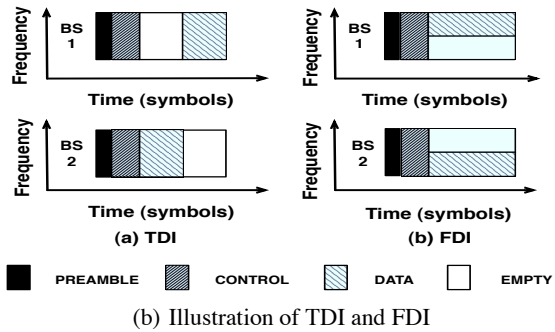 Frequency
BS
1
Time (symbols)
Frequency
BS
1
Time (symbols)
Frequency
BS
2
Time (symbols)
(a) TDI
Frequency
BS
2
Time (symbols)
(b) FDI
PREAMBLE
CONTROL
DATA
EMPTY
(b) Illustration of TDI and FDI